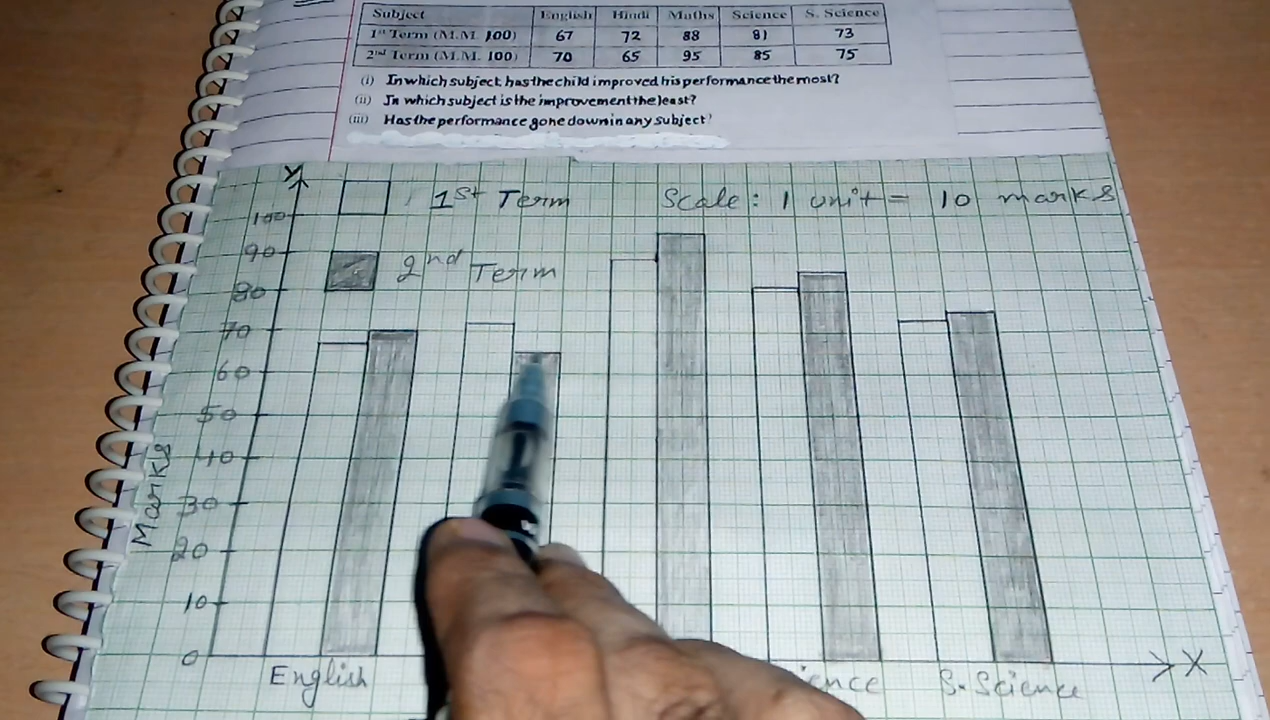 Subject English Hindi Maths Science S. Science
1st Term (M.M. 100) 67 72 88 81 73
2nd Term (M.M. 100) 70 65 95 85 75
(i) In which subject has the child improved his performance the most?
(ii) In which subject is the improvement the least?
(iii) Has the performance gone down in any subject?
Y
1st Term Scale: 1 unit = 10 marks
2nd Term
100
90
80
70
60
50
40
30
20
10
0
Marks
X
English ience S. Science